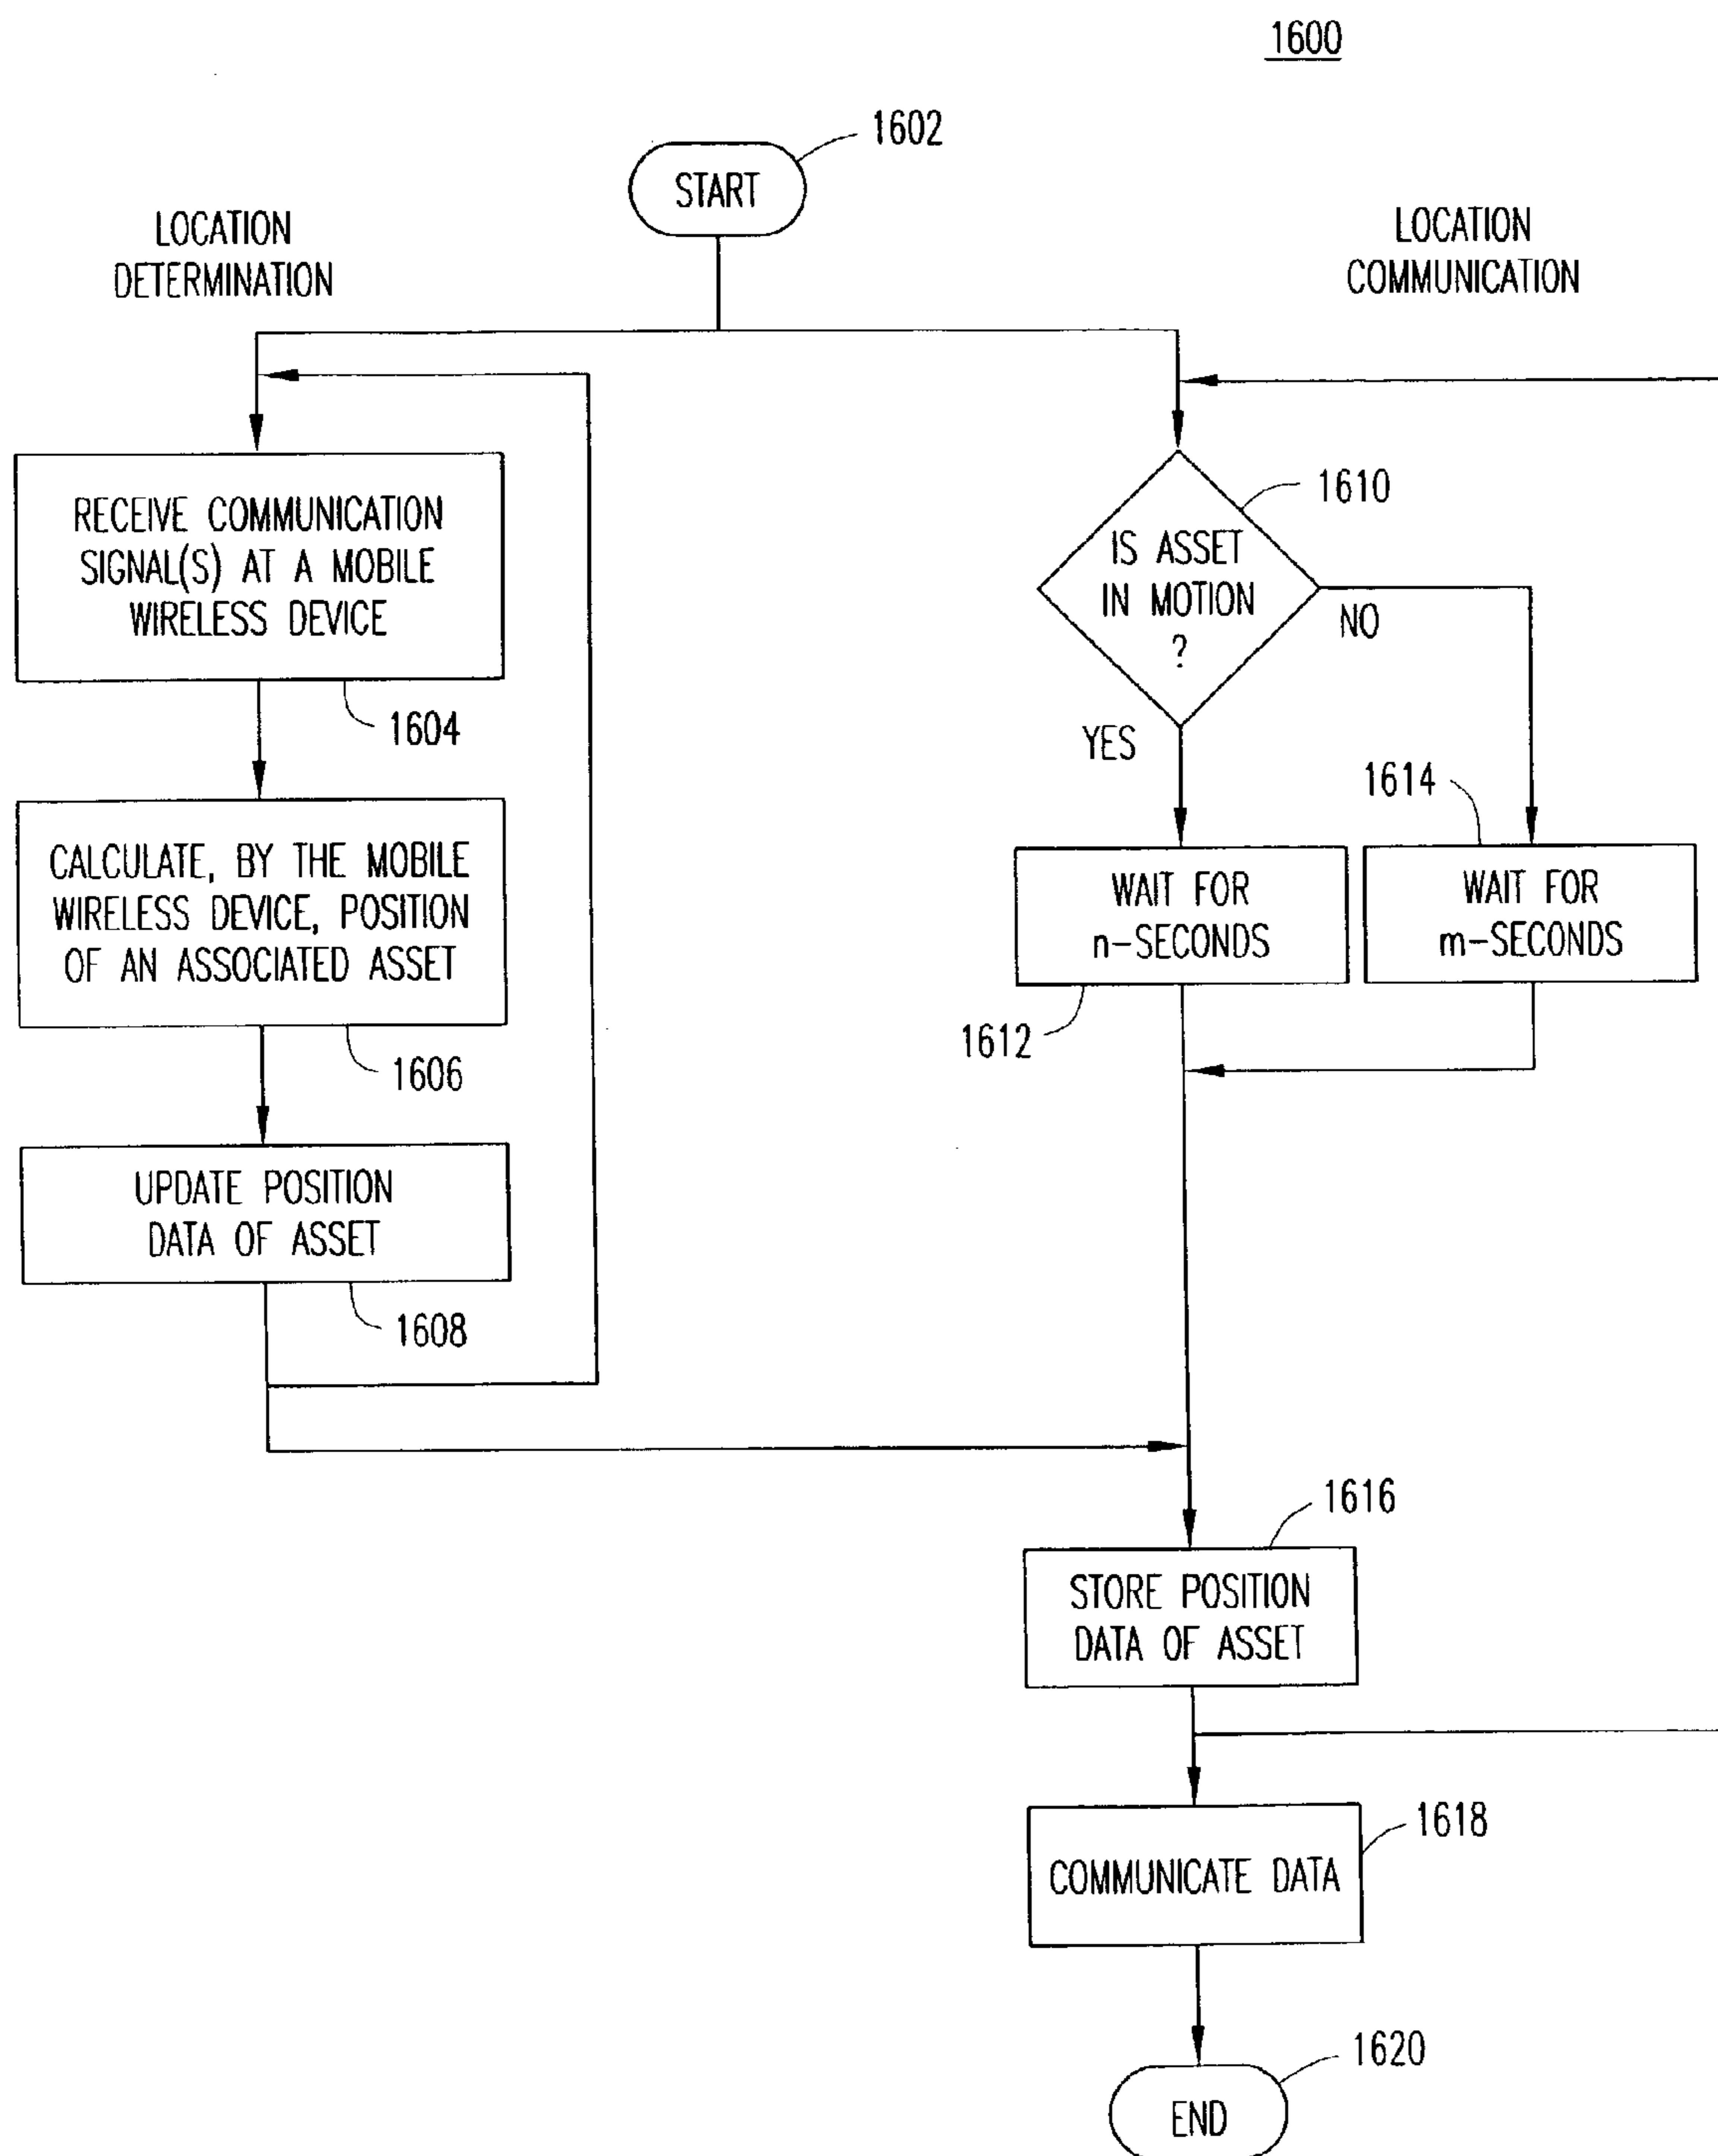 1600
1602
START
LOCATION
DETERMINATION
LOCATION
COMMUNICATION
RECEIVE COMMUNICATION
SIGNAL(S) AT A MOBILE
WIRELESS DEVICE
1604
CALCULATE, BY THE MOBILE
WIRELESS DEVICE, POSITION
OF AN ASSOCIATED ASSET
1606
UPDATE POSITION
DATA OF ASSET
1608
1610
IS ASSET
IN MOTION
?
NO
YES
1614
WAIT FOR
n-SECONDS
WAIT FOR
m-SECONDS
1612
1616
STORE POSITION
DATA OF ASSET
1618
COMMUNICATE DATA
1620
END